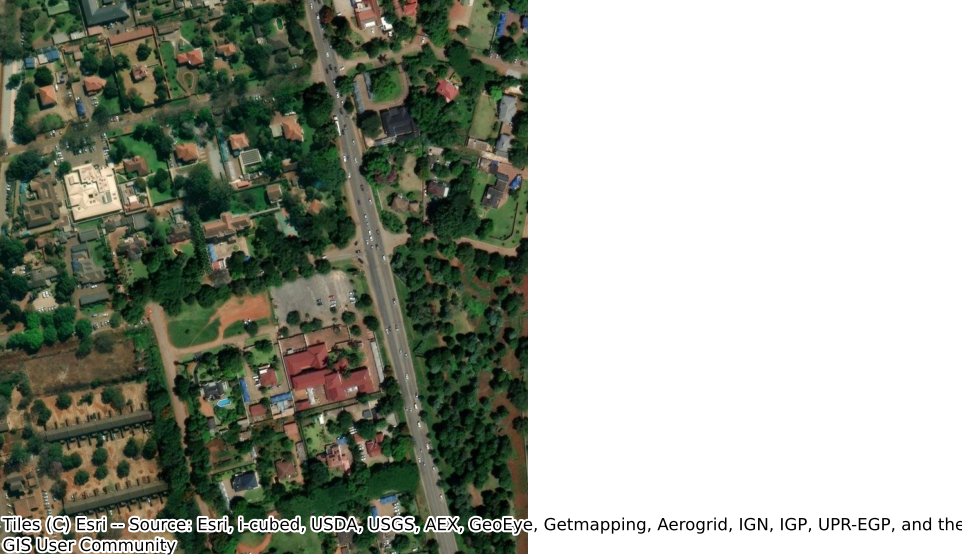 Tiles (C) Esri -- Source: Esri, i-cubed, USDA, USGS, AEX, GeoEye, Getmapping, Aerogrid, IGN, IGP, UPR-EGP, and the
GIS User Community